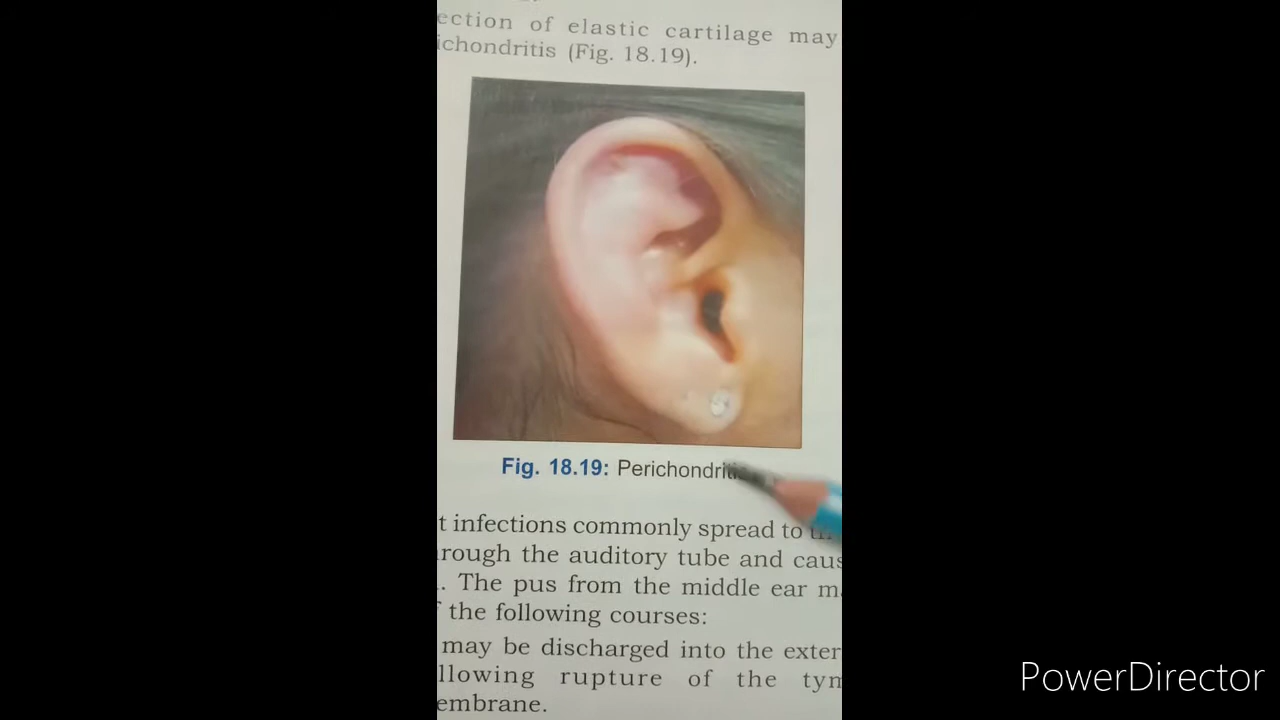 ection of elastic cartilage may
ichondritis (Fig. 18.19).
Fig. 18.19: Perichondriti
t infections commonly spread to
rough the auditory tube and caus
. The pus from the middle ear m
f the following courses:
may be discharged into the exter
llowing rupture of the tym
embrane.
PowerDirector